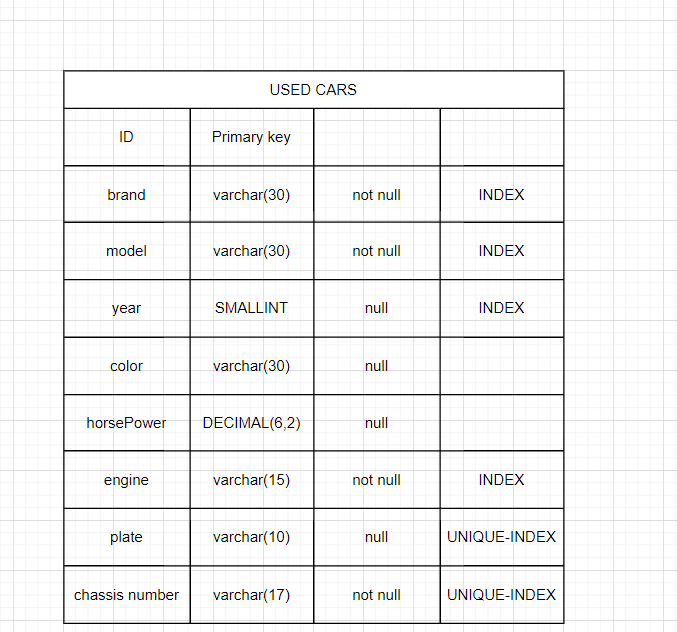 USED CARS
ID Primary key
brand varchar(30) not null INDEX
model varchar(30) not null INDEX
year SMALLINT null INDEX
color varchar(30) null
horsePower DECIMAL(6,2) null
engine varchar(15) not null INDEX
plate varchar(10) null UNIQUE-INDEX
chassis number varchar(17) not null UNIQUE-INDEX